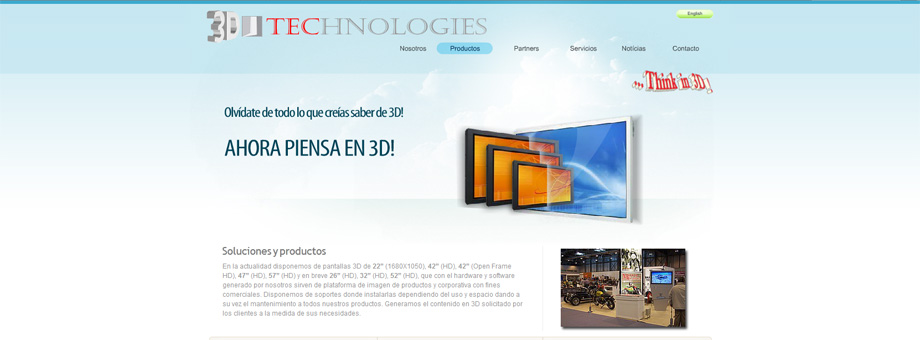 English
3D TECHNOLOGIES
Nosotros Productos Partners Servicios Notícias Contacto
...Think in 3D!
Olvídate de todo lo que creías saber de 3D!
AHORA PIENSA EN 3D!
Soluciones y productos
En la actualidad disponemos de pantallas 3D de 22" (1680X1050), 42" (HD), 42" (Open Frame
HD), 47" (HD), 57" (HD) y en breve 26" (HD), 32" (HD), 52" (HD), que con el hardware y software
generado por nosotros sirven de plataforma de imagen de productos y corporativa con fines
comerciales. Disponemos de soportes donde instalarlas dependiendo del uso y espacio dando a
su vez el mantenimiento a todos nuestros productos. Generamos el contenido en 3D solicitado por
los clientes a la medida de sus necesidades.